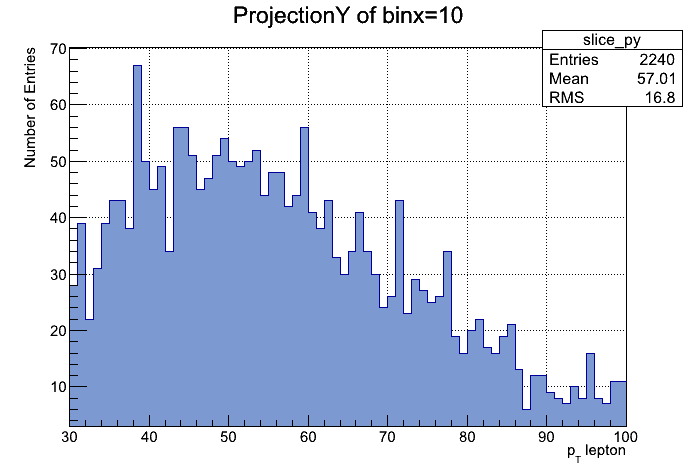 ProjectionY of binx=10
slice_py
Entries 2240
Mean 57.01
RMS 16.8
Number of Entries
70
60
50
40
30
20
10
30 40 50 60 70 80 90 100
p_T lepton